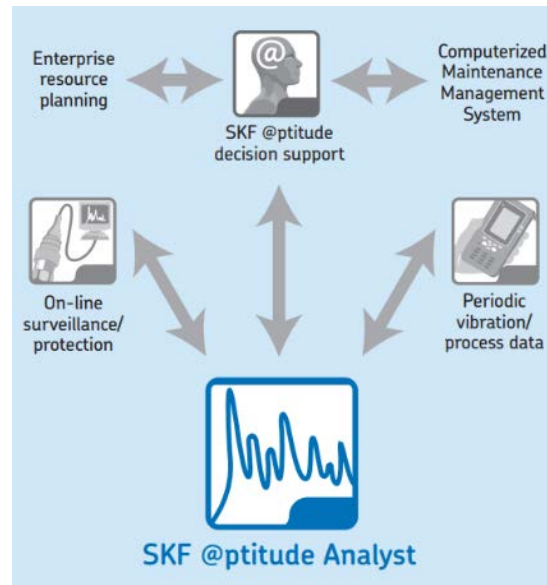 Enterprise
resource
planning
@
SKF @ptitude
decision support
Computerized
Maintenance
Management
System
On-line
surveillance/
protection
Periodic
vibration/
process data
SKF @ptitude Analyst